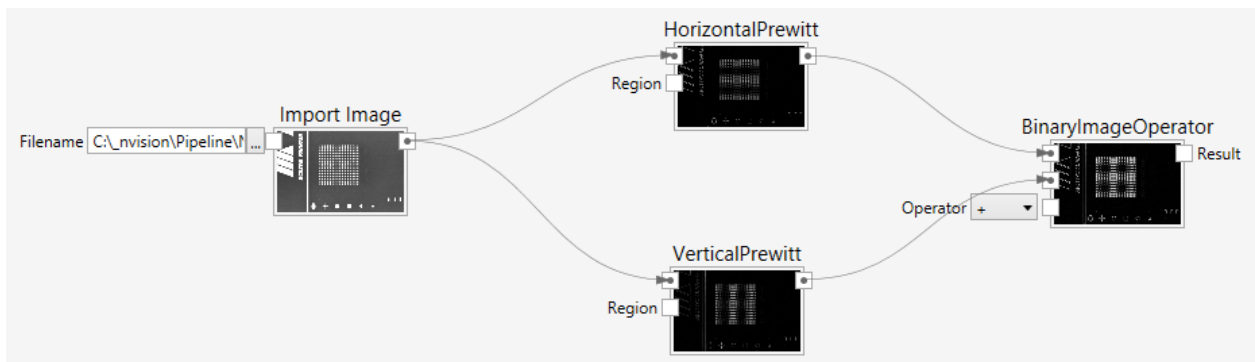 HorizontalPrewitt
Region
Import Image
Filename C:\_nvision\Pipeline\ ...
BinaryImageOperator
Result
Operator +
VerticalPrewitt
Region